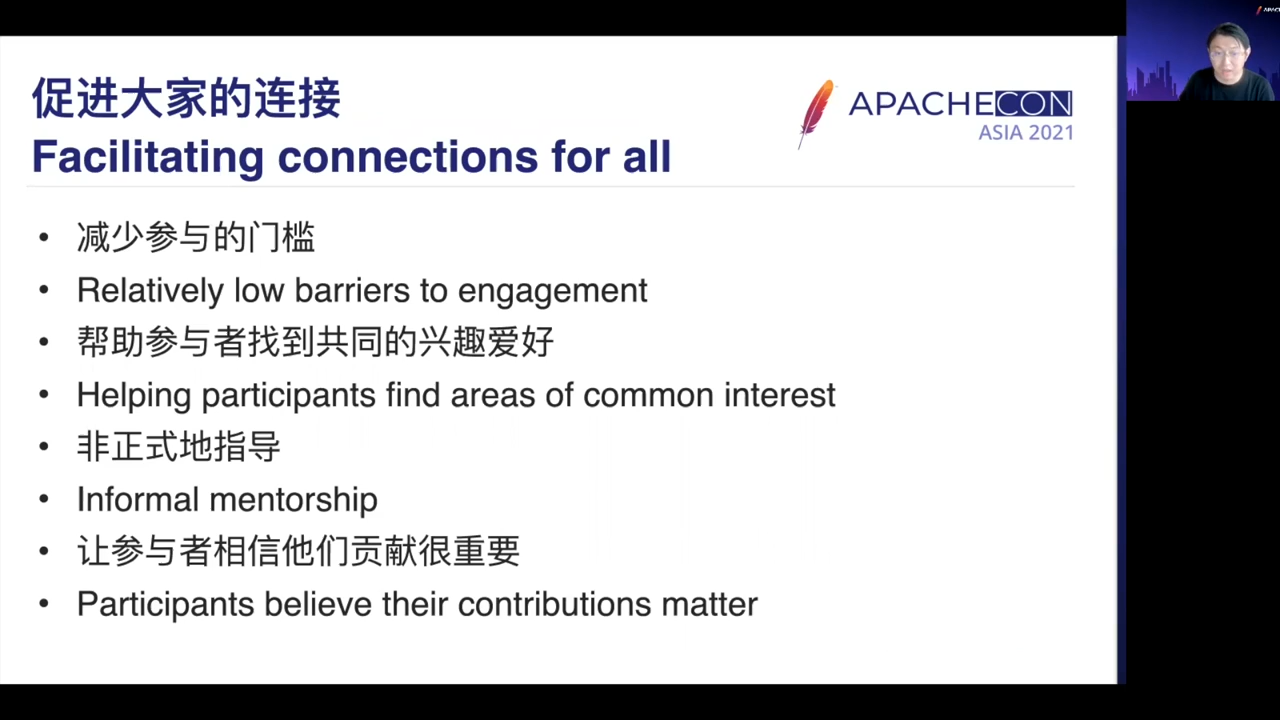 促进大家的连接
Facilitating connections for all
APACHECON
ASIA 2021
• 减少参与的门槛
• Relatively low barriers to engagement
• 帮助参与者找到共同的兴趣爱好
• Helping participants find areas of common interest
• 非正式地指导
• Informal mentorship
• 让参与者相信他们贡献很重要
• Participants believe their contributions matter